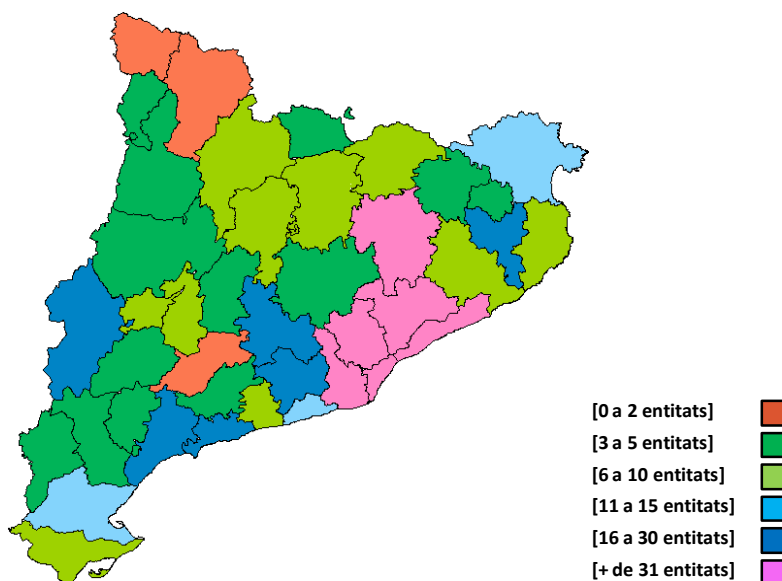 [0 a 2 entitats]
[3 a 5 entitats]
[6 a 10 entitats]
[11 a 15 entitats]
[16 a 30 entitats]
[+ de 31 entitats]